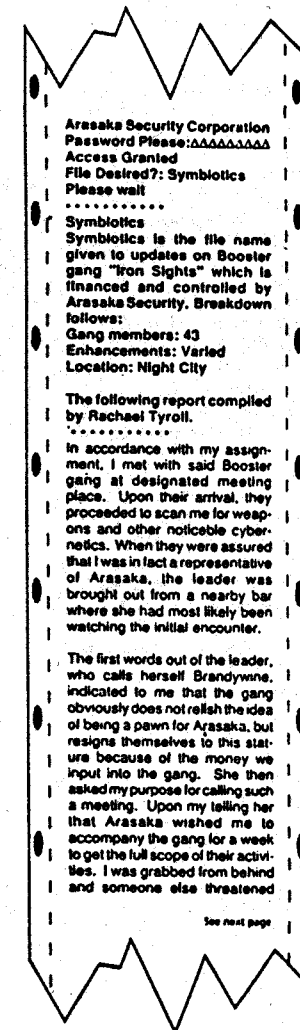 Arasaka Security Corporation
Password Please:ΔΔΔΔΔΔΔΔΔ
Access Granted
File Desired?: Symbiotics
Please wait
* * * * * * * * * * * *
Symbiotics
Symbiotics is the file name
given to updates on Booster
gang "Iron Sights" which is
financed and controlled by
Arasaka Security. Breakdown
follows:
Gang members: 43
Enhancements: Varied
Location: Night City
The following report compiled
by Rachael Tyroll.
* * * * * * * * * * * *
In accordance with my assign-
ment, I met with said Booster
gang at designated meeting
place. Upon their arrival, they
proceeded to scan me for weap-
ons and other noticeble cyber-
netics. When they were assured
that I was in fact a representative
of Arasaka, the leader was
brought out from a nearby bar
where she had most likely been
watching the initial encounter.
The first words out of the leader,
who calls herself Brandywine,
indicated to me that the gang
obviously does not relish the idea
of being a pawn for Arasaka, but
resigns themselves to this stat-
ure because of the money we
input into the gang. She then
asked my purpose for calling such
a meeting. Upon my telling her
that Arasaka wished me to
accompany the gang for a week
to get the full scope of their activi-
ties. I was grabbed from behind
and someone else threatened
See next page